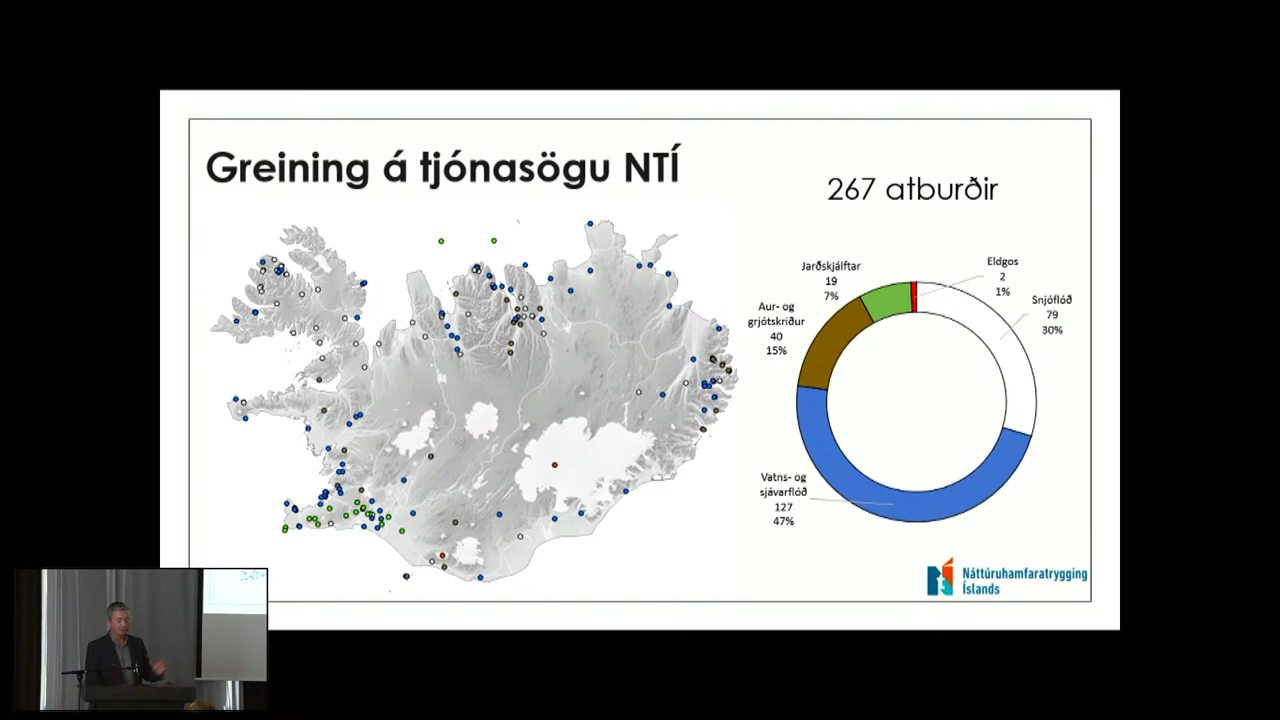 Greining á tjónasögu NTÍ
267 atburðir
Jarðskjálftar
19
7%
Eldgos
2
1%
Snjóflóð
79
30%
Aur- og
grjótskriður
40
15%
Vatns- og
sjávarflóð
127
47%
Náttúruhamfaratrygging
Íslands